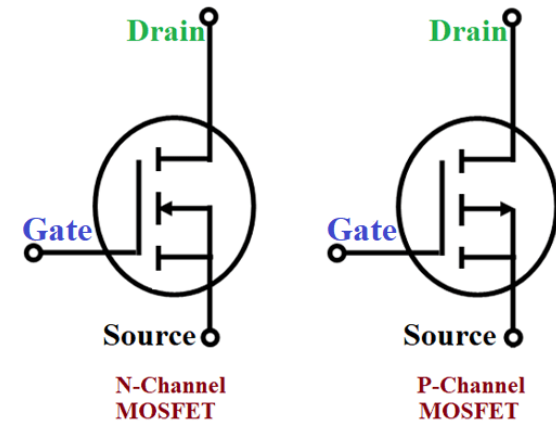 Drain
Drain
Gate
Gate
Source
Source
N-Channel
MOSFET
P-Channel
MOSFET